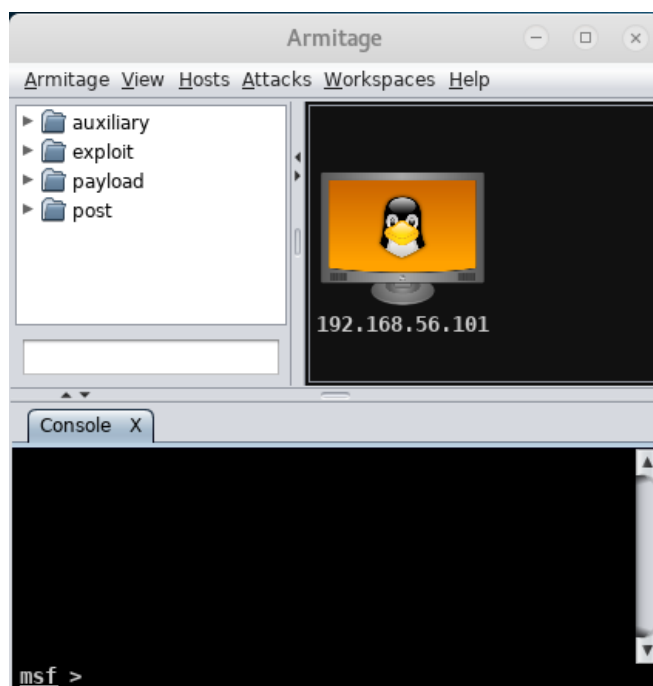 Armitage
Armitage View Hosts Attacks Workspaces Help
auxiliary
exploit
payload
post
192.168.56.101
Console X
msf >